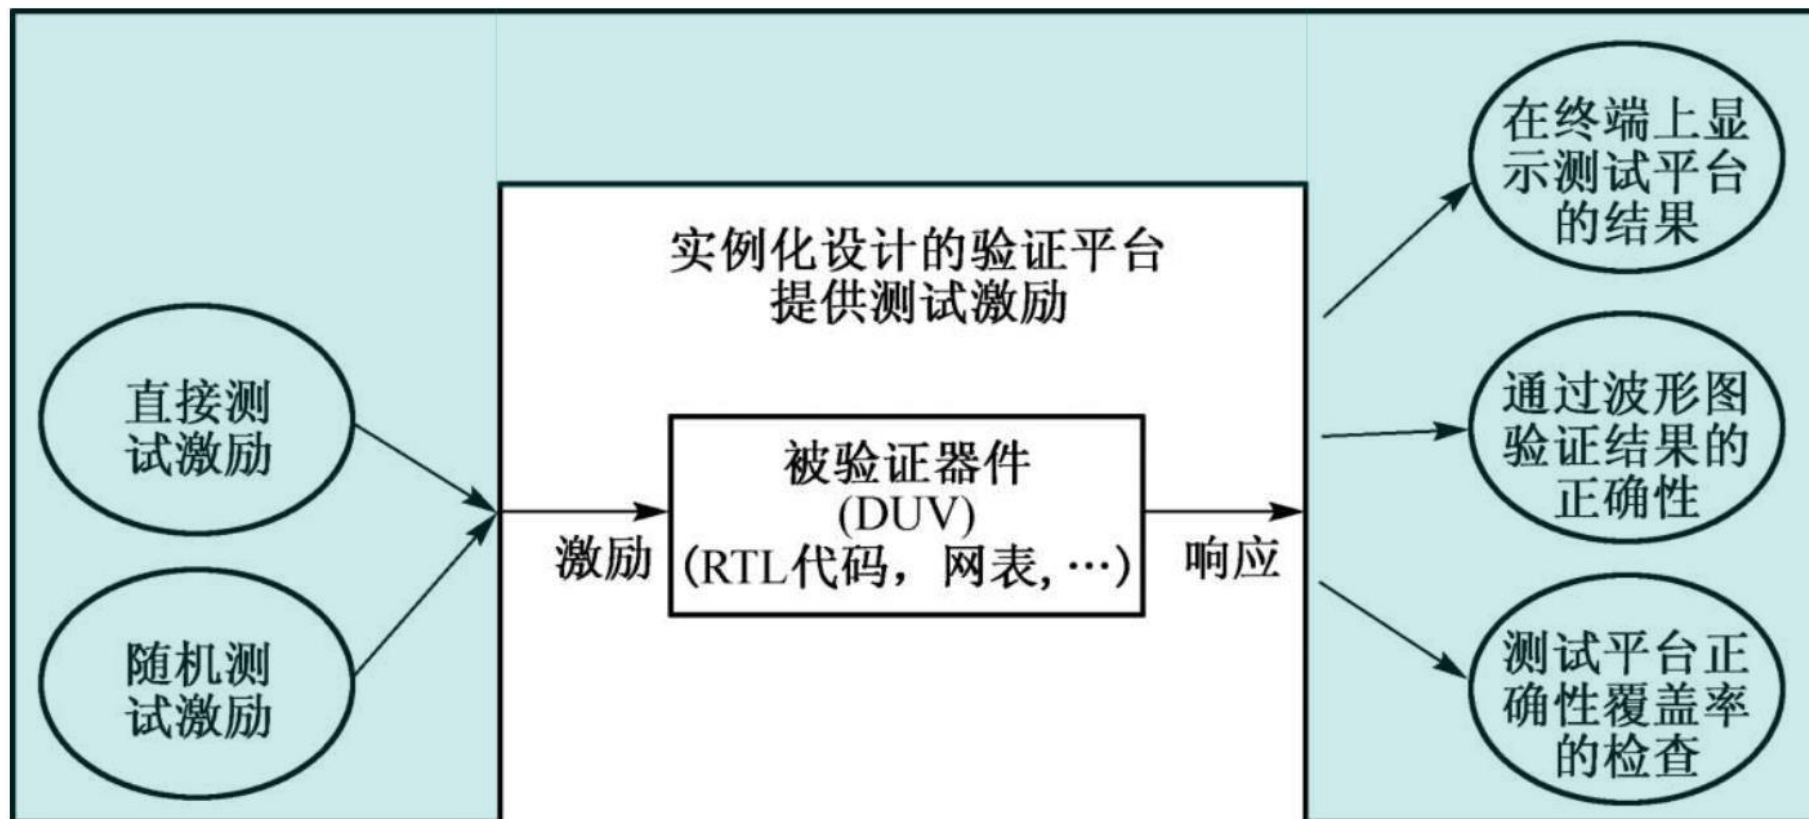 直接测
试激励
随机测
试激励
实例化设计的验证平台
提供测试激励
激励
被验证器件
(DUV)
(RTL代码，网表,…)
响应
在终端上显
示测试平台
的结果
通过波形图
验证结果的
正确性
测试平台正
确性覆盖率
的检查